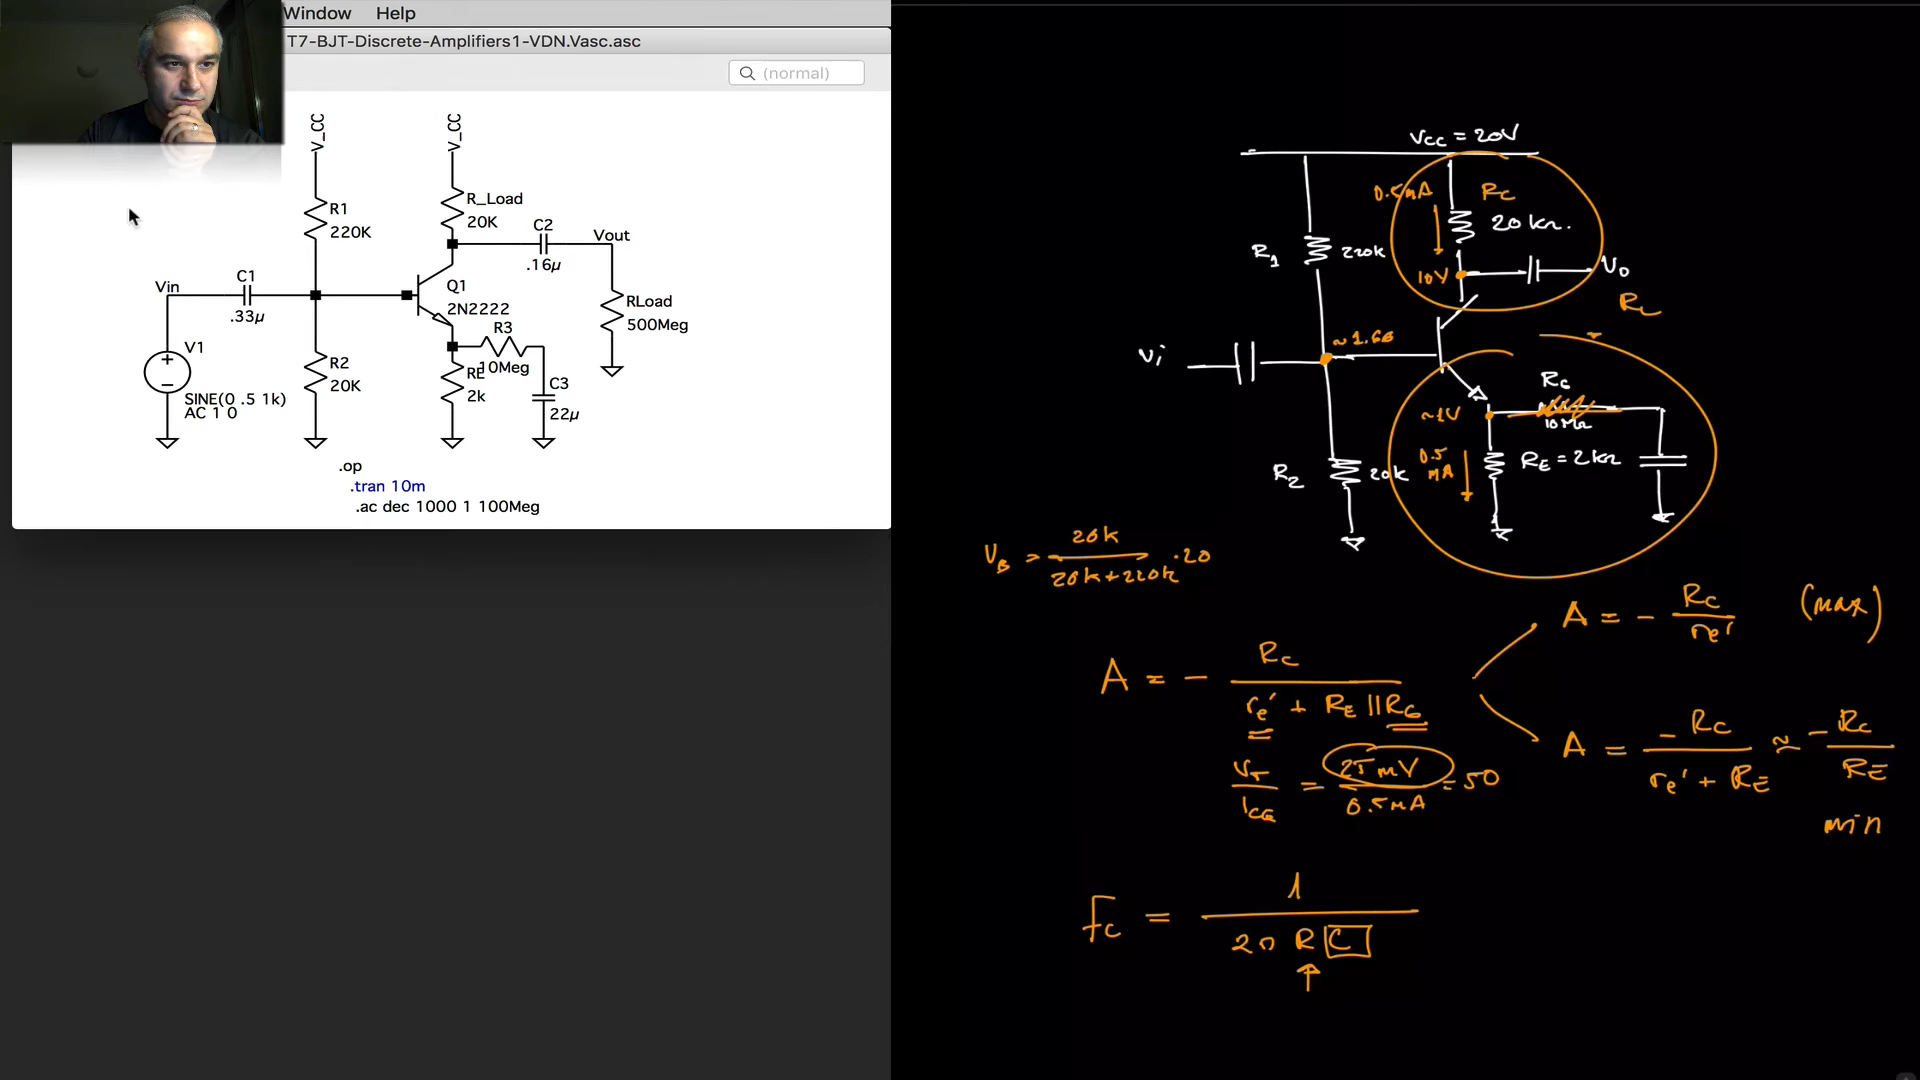 Window Help
T7-BJT-Discrete-Amplifiers1-VDN.Vasc.asc
(normal)
V_CC
V_CC
R1
220K
R_Load
20K
C2
.16µ
Vout
Vin
C1
.33µ
Q1
2N2222
RLoad
500Meg
R3
10Meg
V1
SINE(0 .5 1k)
AC 1 0
R2
20K
RE
2k
C3
22µ
.op
.tran 10m
.ac dec 1000 1 100Meg
Vcc = 20V
0.5mA
Rc
20kΩ.
R1
220k
10V
Vo
RL
~1.66
Vi
RG
10MΩ
~1V
0.5
mA
RE = 2kΩ
R2
20k
VB = 20k / 20k + 220k · 20
A = - Rc / re' (max)
A = - Rc / re' + RE || RG
A = - Rc / re' + RE ≈ - Rc / RE
min
VT / ICQ = 25mV / 0.5mA = 50
fc = 1 / 2π R C